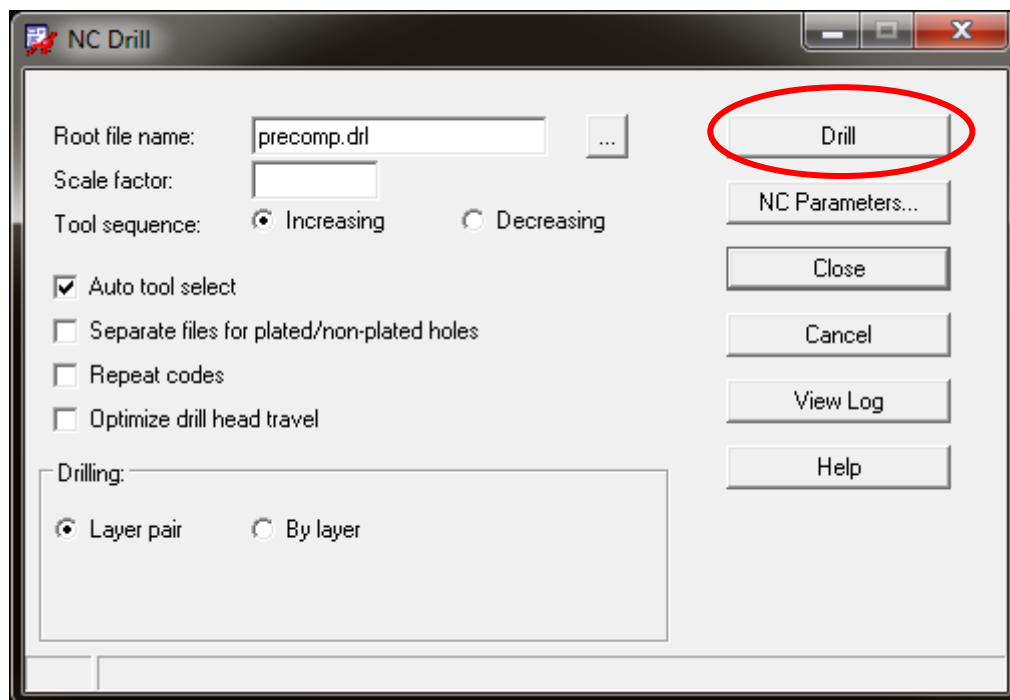 NC Drill
Root file name: precomp.drl ... Drill
Scale factor:
NC Parameters...
Tool sequence: Increasing Decreasing
Close
Auto tool select
Separate files for plated/non-plated holes Cancel
Repeat codes
View Log
Optimize drill head travel
Help
Drilling:
Layer pair By layer